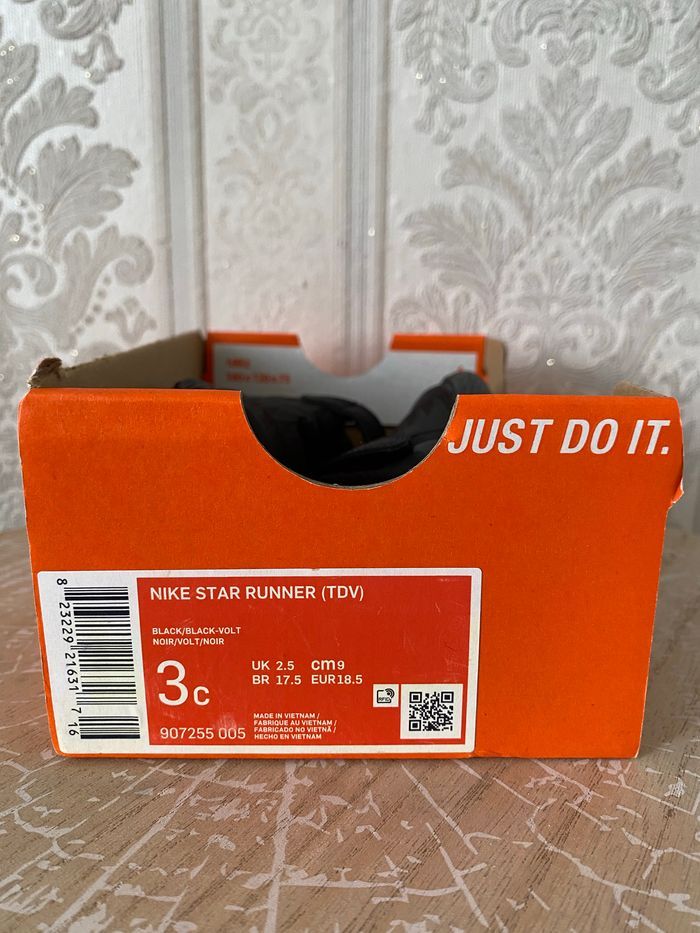 JUST DO IT.
NIKE STAR RUNNER (TDV)
BLACK/BLACK-VOLT
NOIR/VOLT/NOIR
3c
UK 2.5 cm 9
BR 17.5 EUR 18.5
907255 005
MADE IN VIETNAM /
FABRIQUE AU VIETNAM /
FABRICADO NO VIETNÃ /
HECHO EN VIETNAM
RFID
8 23229 21631 7 16